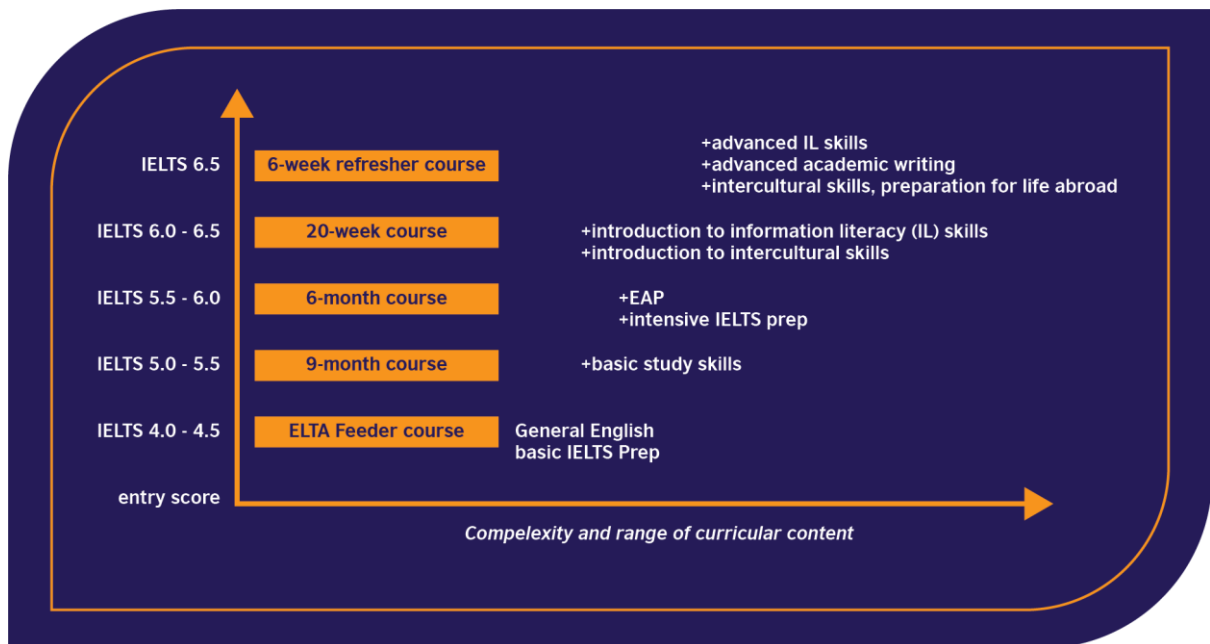 +advanced IL skills
IELTS 6.5 6-week refresher course +advanced academic writing
+intercultural skills, preparation for life abroad
IELTS 6.0 - 6.5 20-week course +introduction to information literacy (IL) skills
+introduction to intercultural skills
IELTS 5.5 - 6.0 6-month course +EAP
+intensive IELTS prep
IELTS 5.0 - 5.5 9-month course +basic study skills
IELTS 4.0 - 4.5 ELTA Feeder course General English
basic IELTS Prep
entry score
Compelexity and range of curricular content